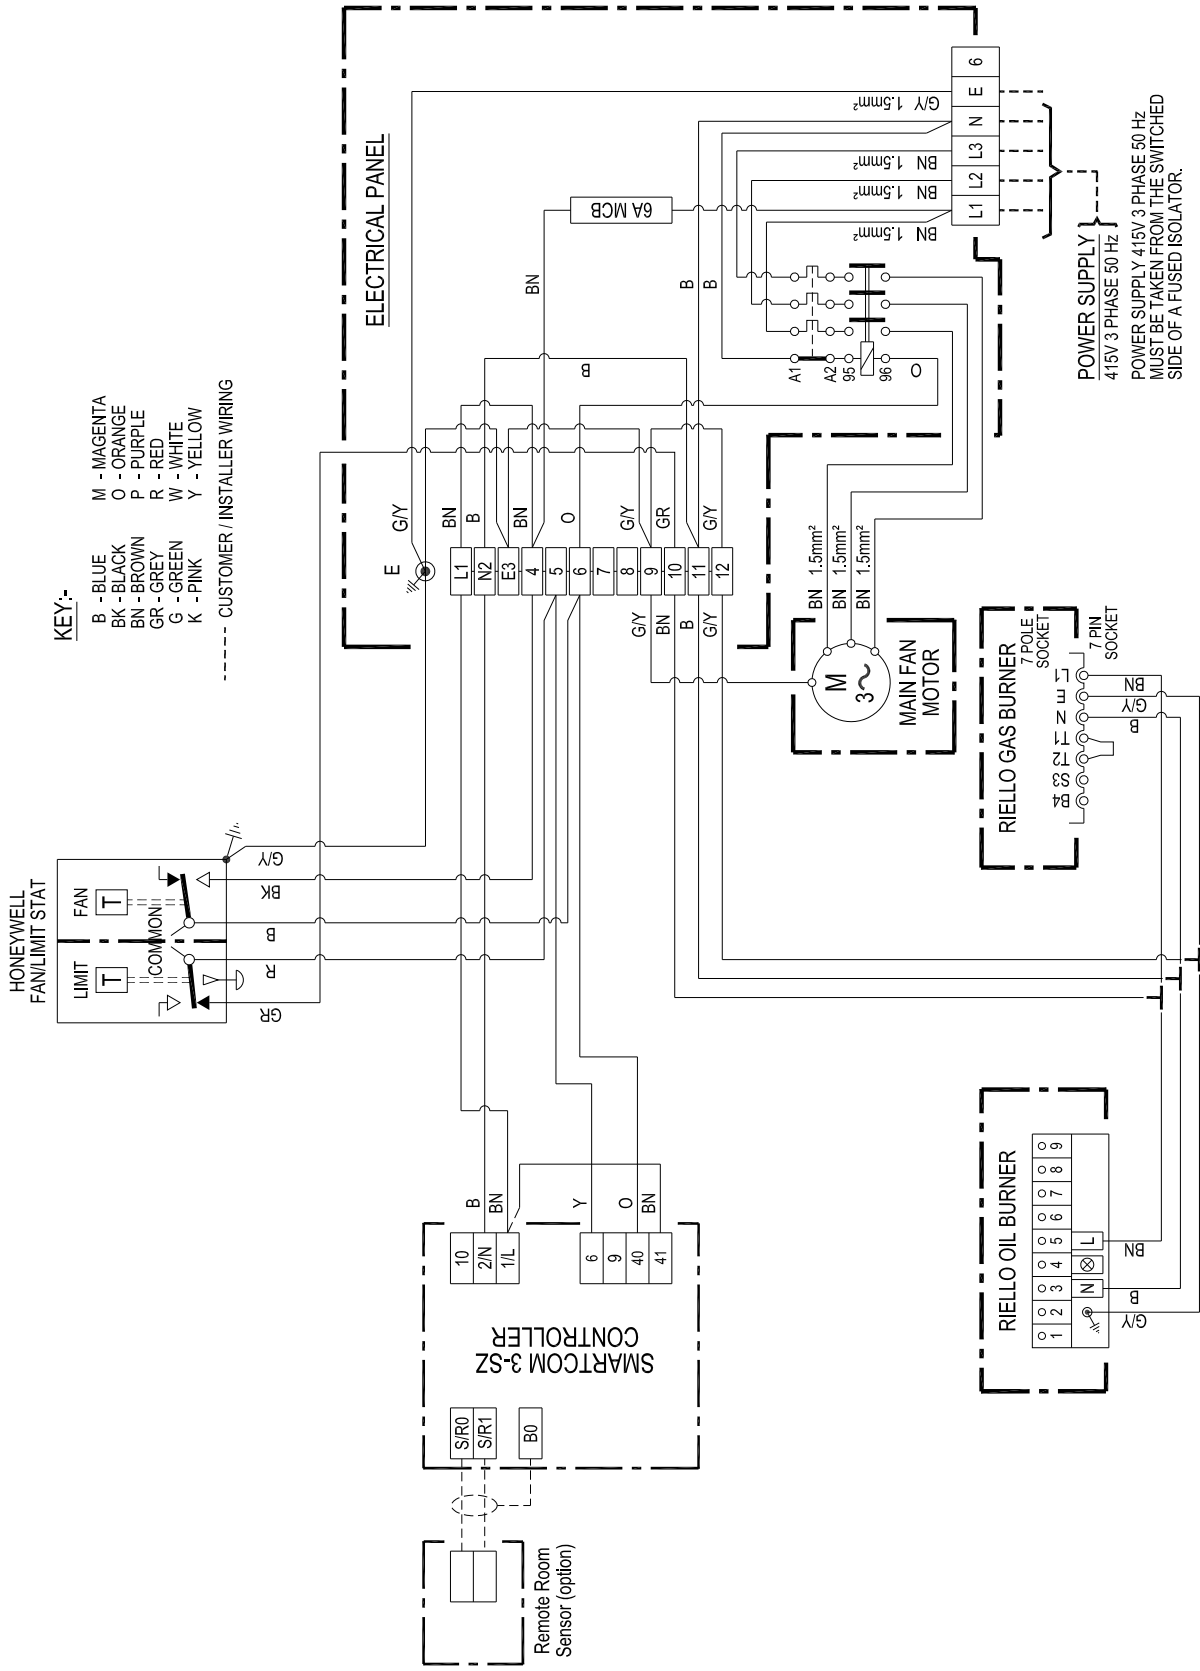 KEY:-
B - BLUE
BK - BLACK
BN - BROWN
GR - GREY
G - GREEN
K - PINK
M - MAGENTA
O - ORANGE
P - PURPLE
R - RED
W - WHITE
Y - YELLOW
CUSTOMER / INSTALLER WIRING
HONEYWELL
FAN/LIMIT STAT
LIMIT
FAN
T
T
COMMON
GR
R
B
BK
G/Y
ELECTRICAL PANEL
E
G/Y
BN
B
BN
O
G/Y
GR
G/Y
L1
N2
E3
4
5
6
7
8
9
10
11
12
G/Y
BN
B
G/Y
BN
B
6A MCB
B
B
A1
A2
95
96
O
G/Y 1.5mm²
BN 1.5mm²
BN 1.5mm²
BN 1.5mm²
L1
L2
L3
N
E
6
POWER SUPPLY
415V 3 PHASE 50 Hz
POWER SUPPLY 415V 3 PHASE 50 Hz
MUST BE TAKEN FROM THE SWITCHED
SIDE OF A FUSED ISOLATOR.
BN 1.5mm²
BN 1.5mm²
BN 1.5mm²
M
3~
MAIN FAN
MOTOR
RIELLO GAS BURNER
7 POLE
SOCKET
7 PIN
SOCKET
B4
S3
T2
T1
N
E
L1
B
G/Y
BN
RIELLO OIL BURNER
1
2
3
4
5
6
7
8
9
N
L
G/Y
B
BN
SMARTCOM 3-SZ
CONTROLLER
10
2/N
1/L
6
9
40
41
B
BN
Y
O
BN
S/R0
S/R1
B0
Remote Room
Sensor (option)